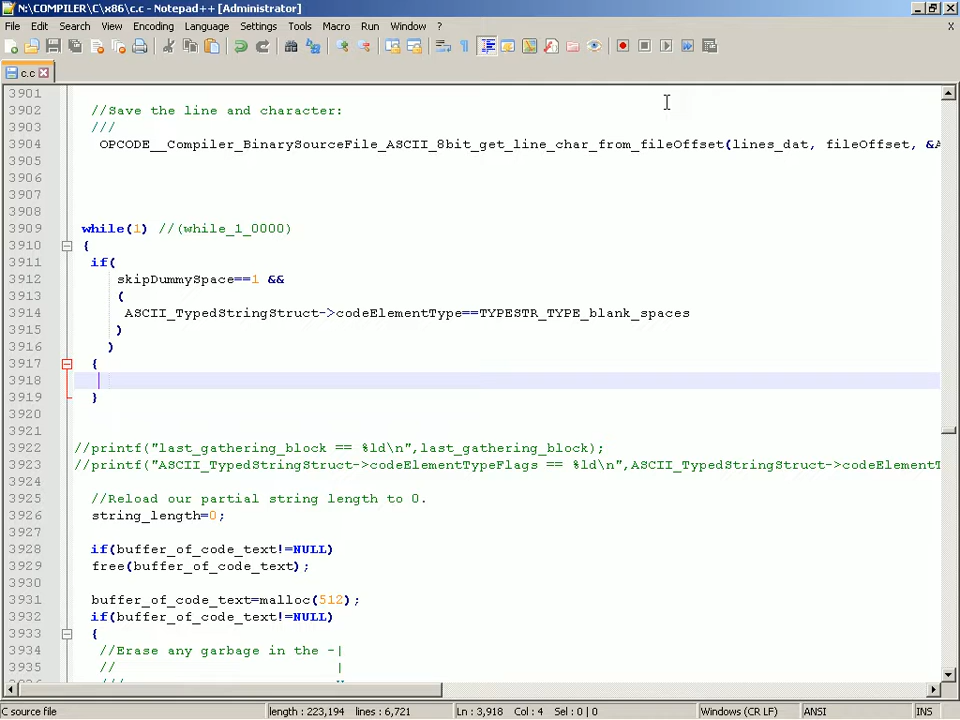 N:\COMPILER\C\x86\c.c - Notepad++ [Administrator]
File Edit Search View Encoding Language Settings Tools Macro Run Window ? X
c.c
3901
3902 //Save the line and character:
3903 ///
3904 OPCODE__Compiler_BinarySourceFile_ASCII_8bit_get_line_char_from_fileOffset(lines_dat, fileOffset, &A
3905
3906
3907
3908
3909 while(1) //(while_1_0000)
3910 {
3911 if(
3912 skipDummySpace==1 &&
3913 (
3914 ASCII_TypedStringStruct->codeElementType==TYPESTR_TYPE_blank_spaces
3915 )
3916 )
3917 {
3918
3919 }
3920
3921
3922 //printf("last_gathering_block == %ld\n",last_gathering_block);
3923 //printf("ASCII_TypedStringStruct->codeElementTypeFlags == %ld\n",ASCII_TypedStringStruct->codeElementT
3924
3925 //Reload our partial string length to 0.
3926 string_length=0;
3927
3928 if(buffer_of_code_text!=NULL)
3929 free(buffer_of_code_text);
3930
3931 buffer_of_code_text=malloc(512);
3932 if(buffer_of_code_text!=NULL)
3933 {
3934 //Erase any garbage in the -|
3935 // |
C source file length : 223,194 lines : 6,721 Ln : 3,918 Col : 4 Sel : 0 | 0 Windows (CR LF) ANSI INS